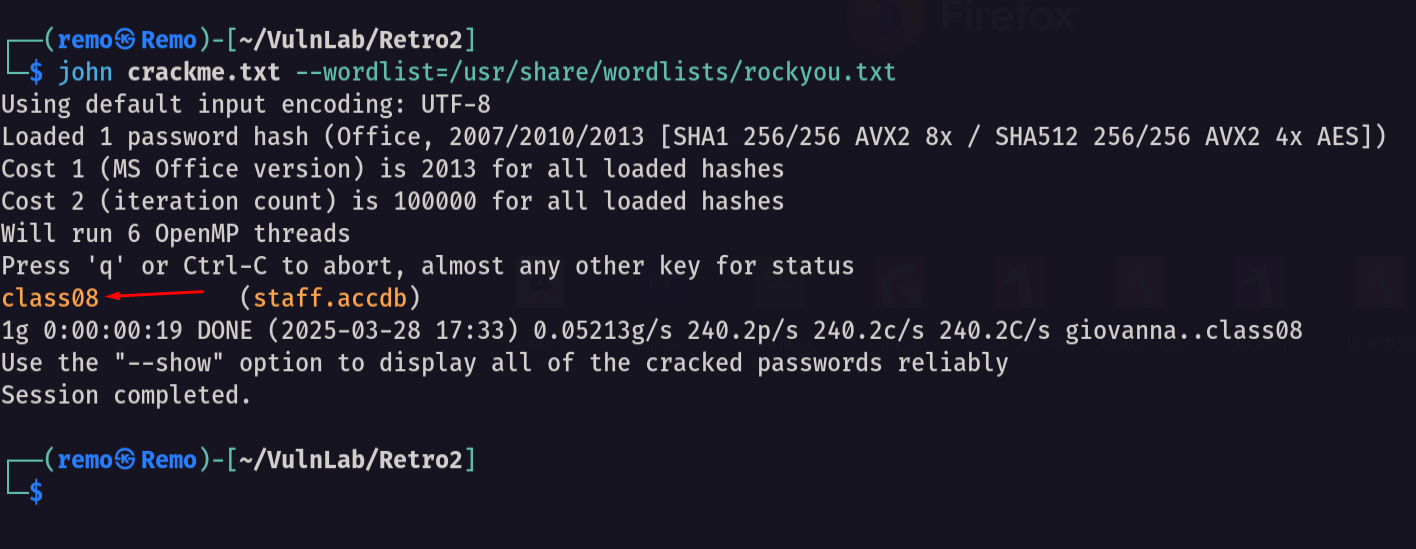 Firefox
┌──(remo㉿Remo)-[~/VulnLab/Retro2]
└─$ john crackme.txt --wordlist=/usr/share/wordlists/rockyou.txt
Using default input encoding: UTF-8
Loaded 1 password hash (Office, 2007/2010/2013 [SHA1 256/256 AVX2 8x / SHA512 256/256 AVX2 4x AES])
Cost 1 (MS Office version) is 2013 for all loaded hashes
Cost 2 (iteration count) is 100000 for all loaded hashes
Will run 6 OpenMP threads
Press 'q' or Ctrl-C to abort, almost any other key for status
class08 (staff.accdb)
1g 0:00:00:19 DONE (2025-03-28 17:33) 0.05213g/s 240.2p/s 240.2c/s 240.2C/s giovanna..class08
Use the "--show" option to display all of the cracked passwords reliably
Session completed.
┌──(remo㉿Remo)-[~/VulnLab/Retro2]
└─$